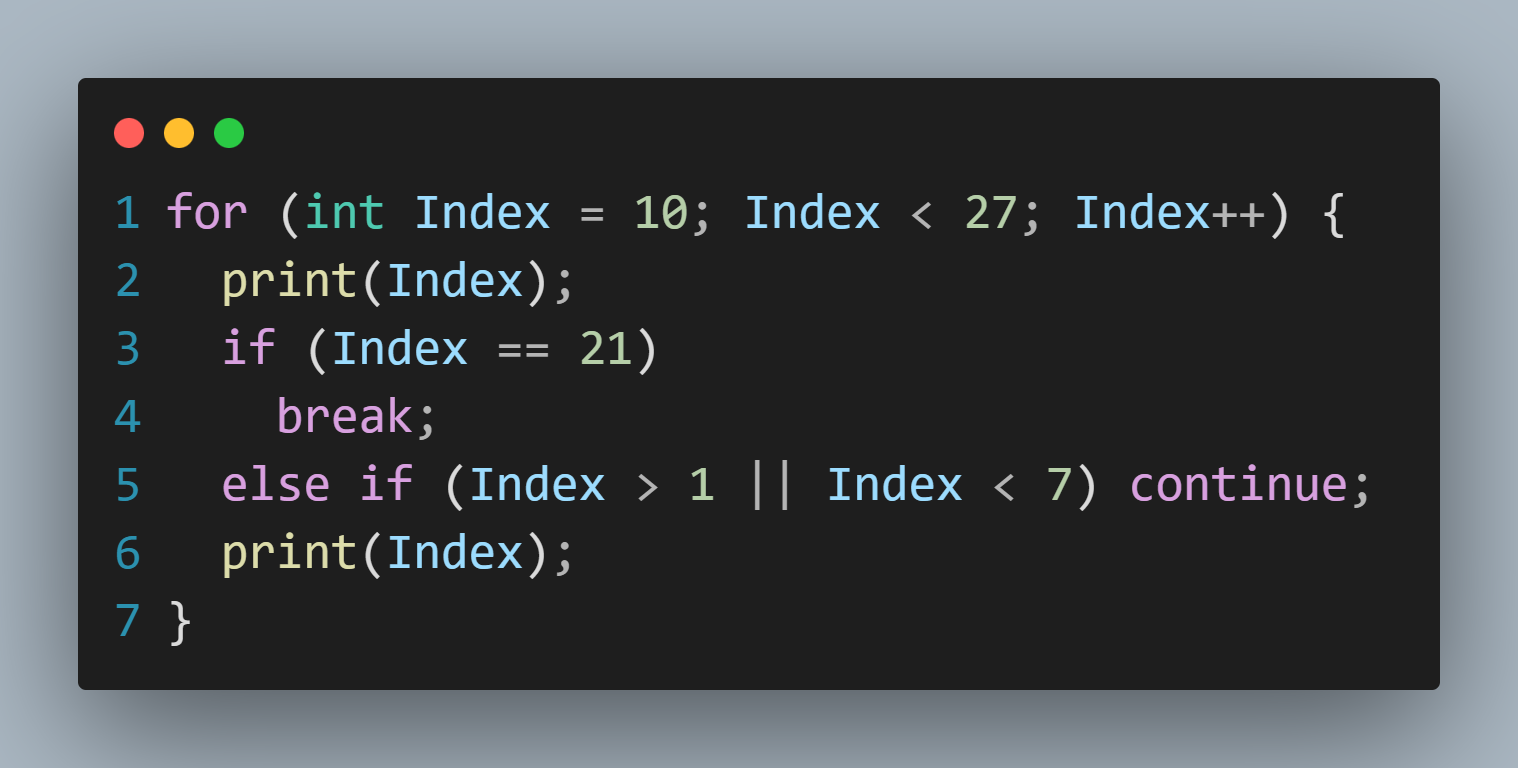 1 for (int Index = 10; Index < 27; Index++) {
2   print(Index);
3   if (Index == 21)
4     break;
5   else if (Index > 1 || Index < 7) continue;
6   print(Index);
7 }